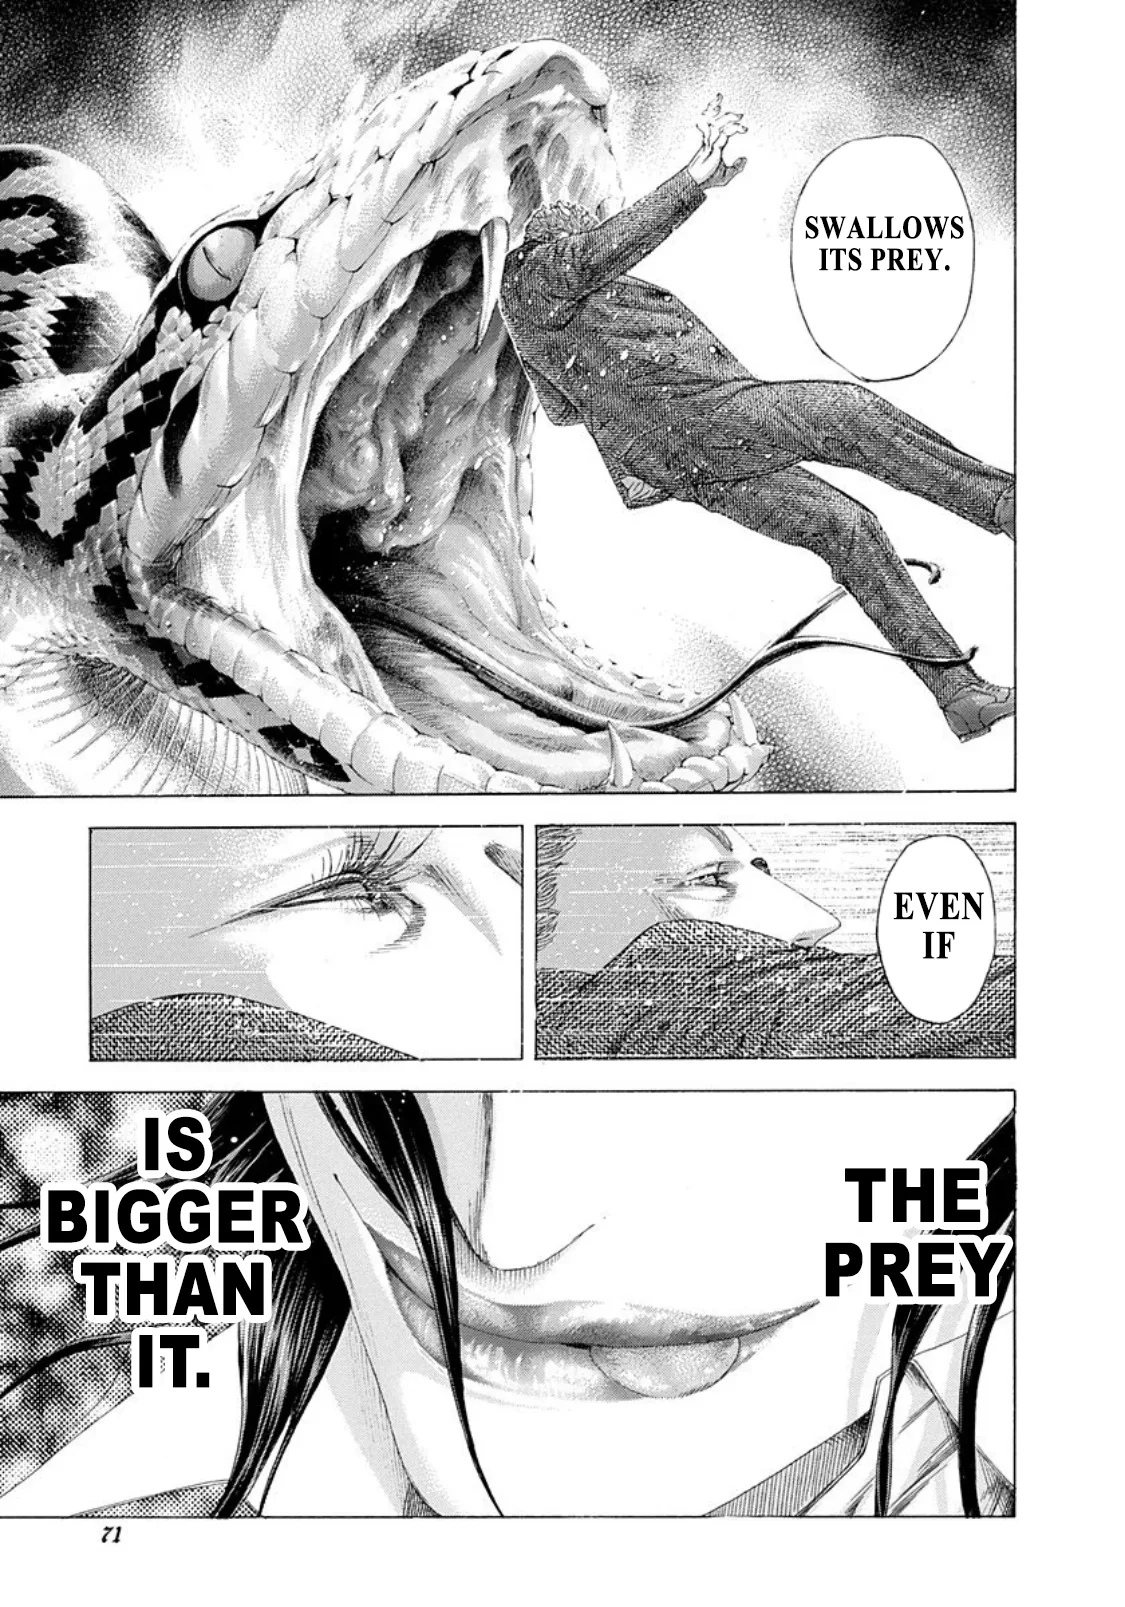 SWALLOWS
ITS PREY.
EVEN
IF
THE
PREY
IS
BIGGER
THAN
IT.
71